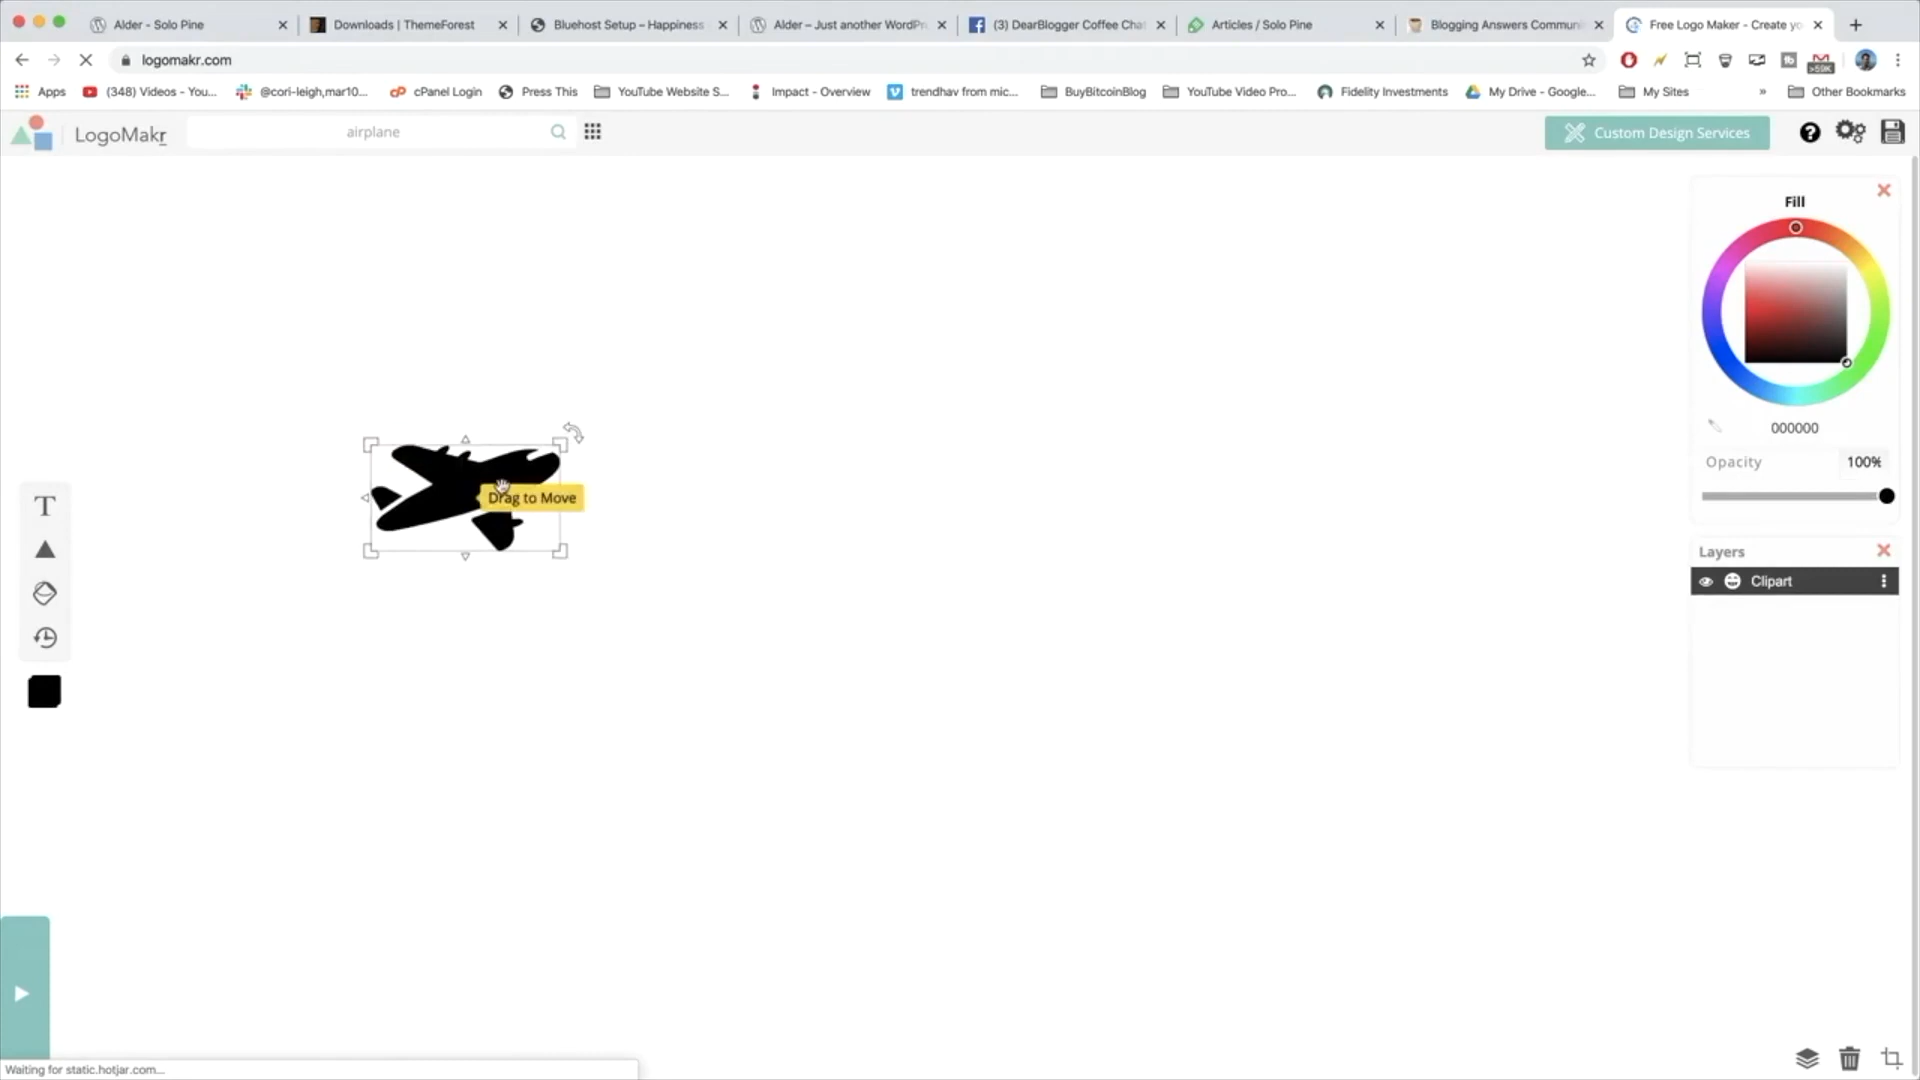 Alder - Solo Pine
Downloads | ThemeForest
Bluehost Setup – Happiness
Alder – Just another WordPr
(3) DearBlogger Coffee Cha
Articles / Solo Pine
Blogging Answers Communi
Free Logo Maker - Create yo
logomakr.com
>59K
Apps
(348) Videos - You...
@cori-leigh,mar10...
cPanel Login
Press This
YouTube Website S...
Impact - Overview
trendhav from mic...
BuyBitcoinBlog
YouTube Video Pro...
Fidelity Investments
My Drive - Google...
My Sites
»
Other Bookmarks
LogoMakr
airplane
Custom Design Services
Fill
000000
Opacity 100%
Drag to Move
T
Layers
Clipart
Waiting for static.hotjar.com...